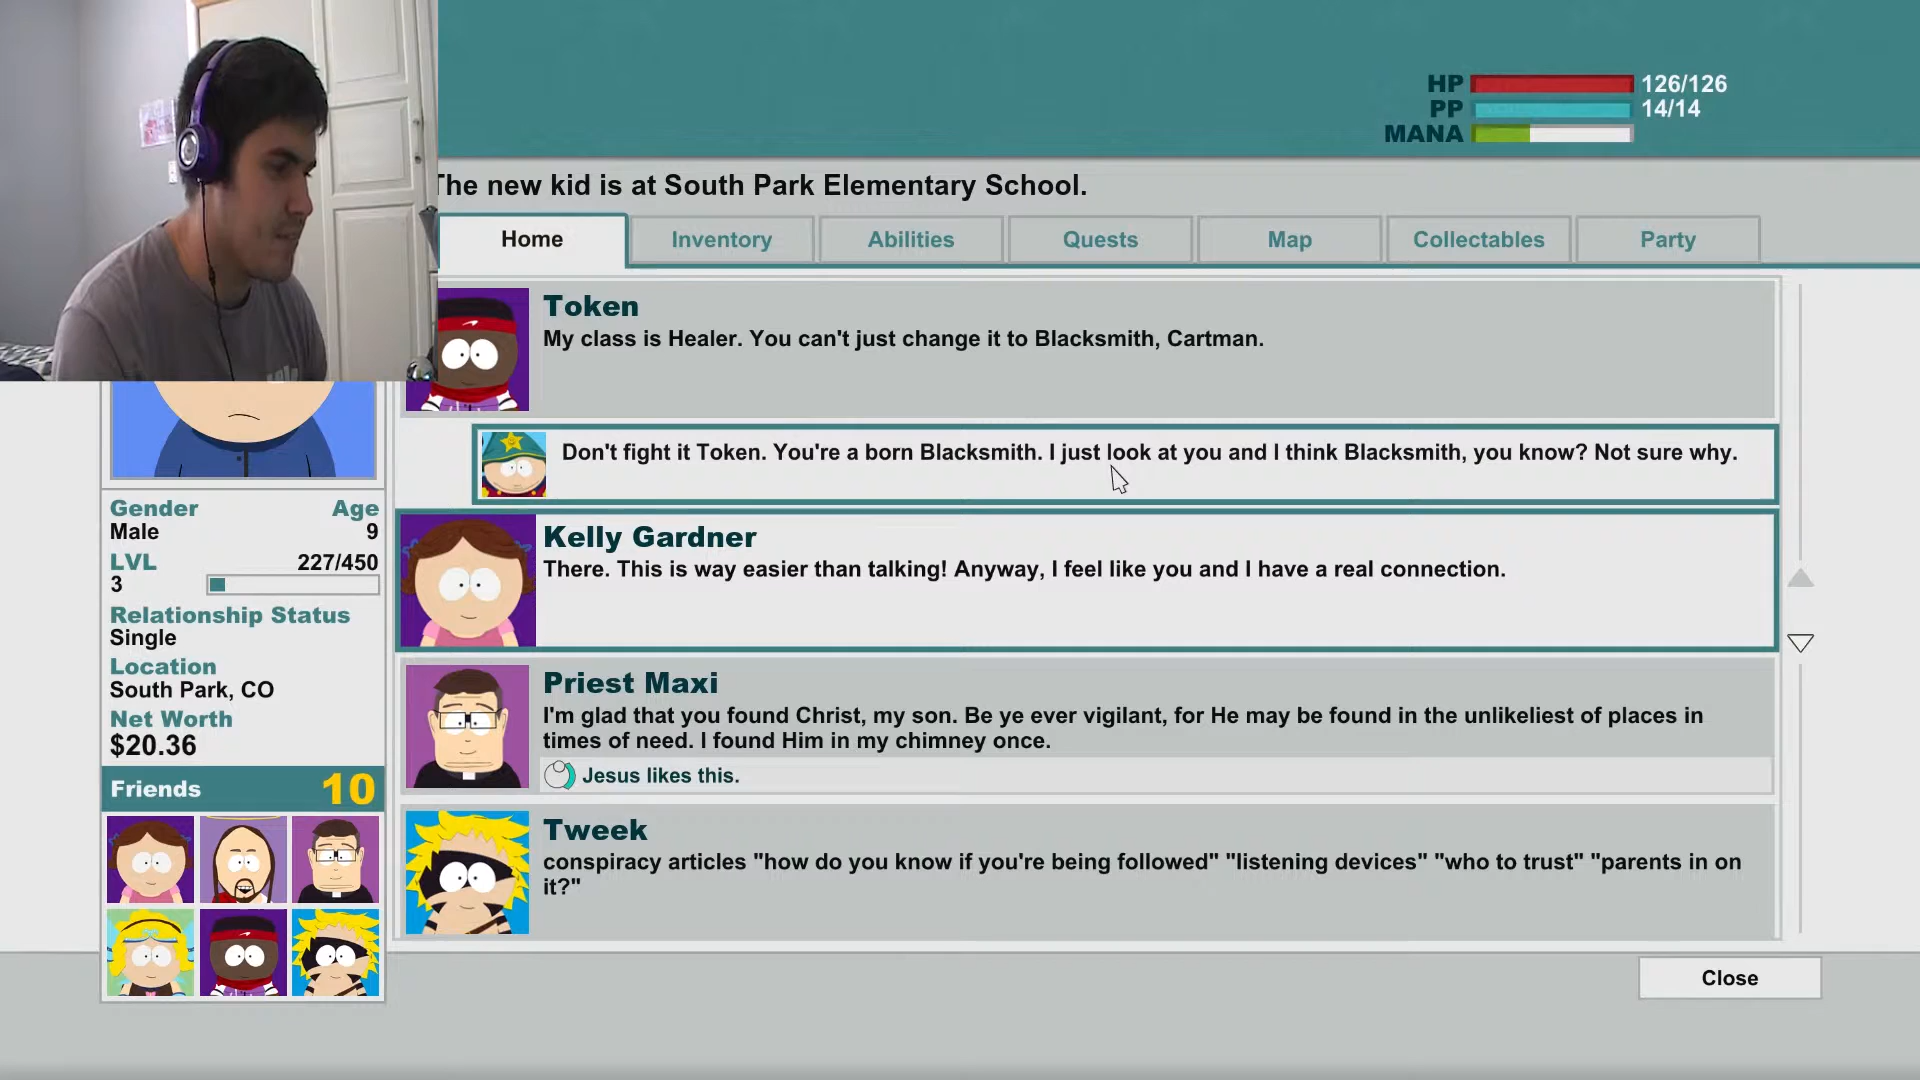 HP 126/126
PP 14/14
MANA
The new kid is at South Park Elementary School.
Home Inventory Abilities Quests Map Collectables Party
Token
My class is Healer. You can't just change it to Blacksmith, Cartman.
Don't fight it Token. You're a born Blacksmith. I just look at you and I think Blacksmith, you know? Not sure why.
Kelly Gardner
There. This is way easier than talking! Anyway, I feel like you and I have a real connection.
Priest Maxi
I'm glad that you found Christ, my son. Be ye ever vigilant, for He may be found in the unlikeliest of places in
times of need. I found Him in my chimney once.
Jesus likes this.
Tweek
conspiracy articles "how do you know if you're being followed" "listening devices" "who to trust" "parents in on
it?"
Gender Age
Male 9
LVL 227/450
3
Relationship Status
Single
Location
South Park, CO
Net Worth
$20.36
Friends 10
Close